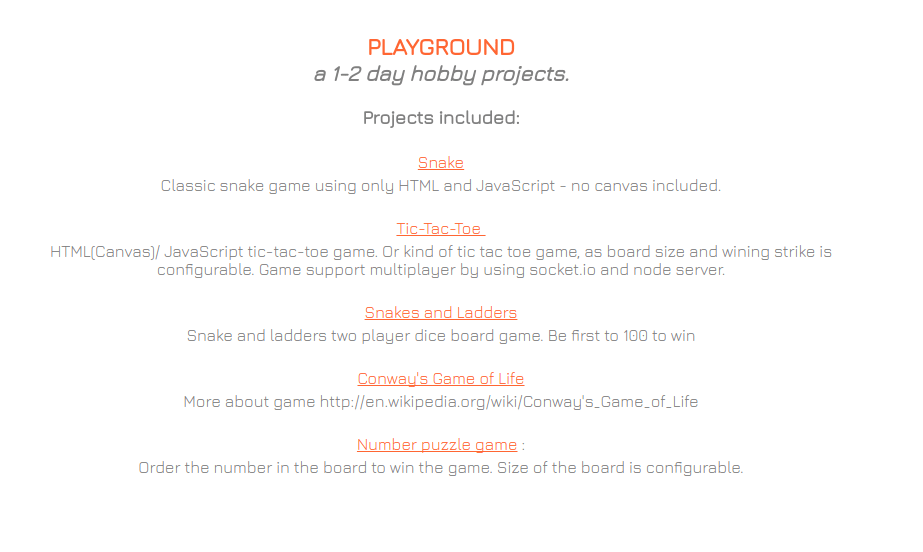 PLAYGROUND
a 1-2 day hobby projects.
Projects included:
Snake
Classic snake game using only HTML and JavaScript - no canvas included.
Tic-Tac-Toe
HTML(Canvas)/ JavaScript tic-tac-toe game. Or kind of tic tac toe game, as board size and wining strike is
configurable. Game support multiplayer by using socket.io and node server.
Snakes and Ladders
Snake and ladders two player dice board game. Be first to 100 to win
Conway's Game of Life
More about game http://en.wikipedia.org/wiki/Conway's_Game_of_Life
Number puzzle game :
Order the number in the board to win the game. Size of the board is configurable.